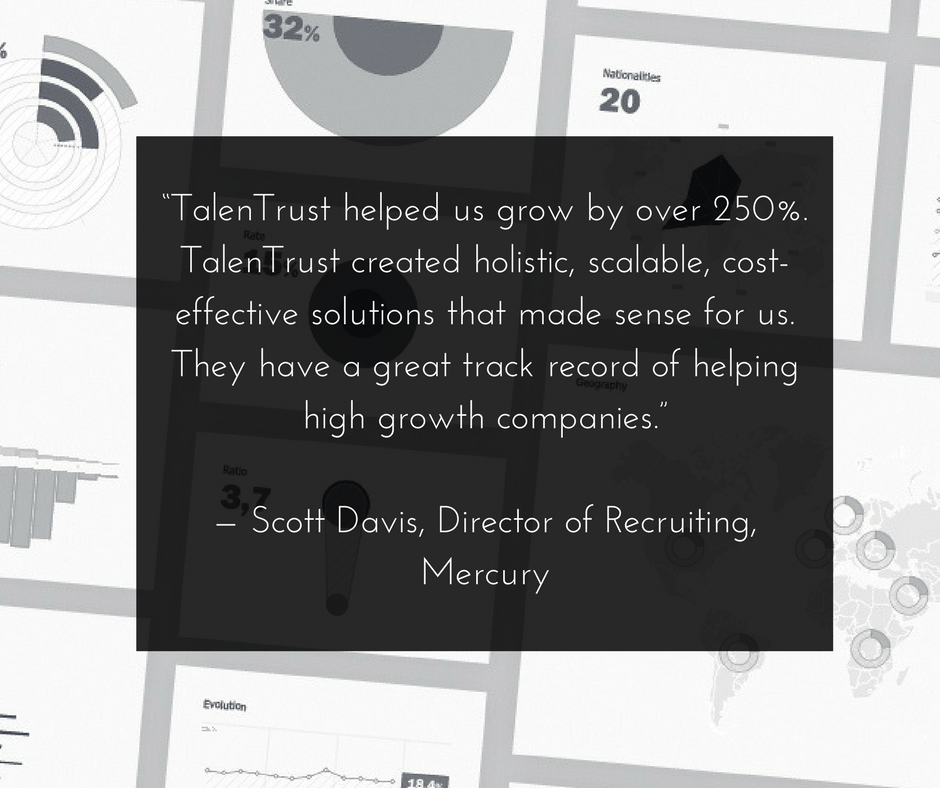 Share
32%
Nationalities
20
“TalenTrust helped us grow by over 250%.
TalenTrust created holistic, scalable, cost-
effective solutions that made sense for us.
They have a great track record of helping
high growth companies.”
— Scott Davis, Director of Recruiting,
Mercury
Rate
Geography
Ratio
3,7
Evolution
18,4%